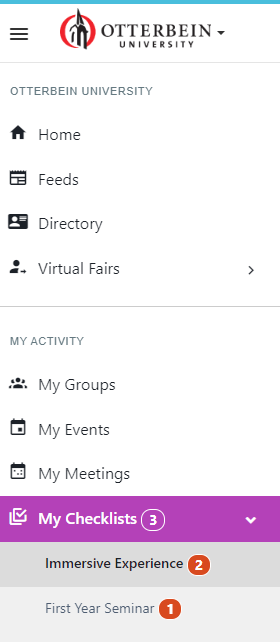 OTTERBEIN
UNIVERSITY
OTTERBEIN UNIVERSITY
Home
Feeds
Directory
Virtual Fairs
MY ACTIVITY
My Groups
My Events
My Meetings
My Checklists 3
Immersive Experience 2
First Year Seminar 1